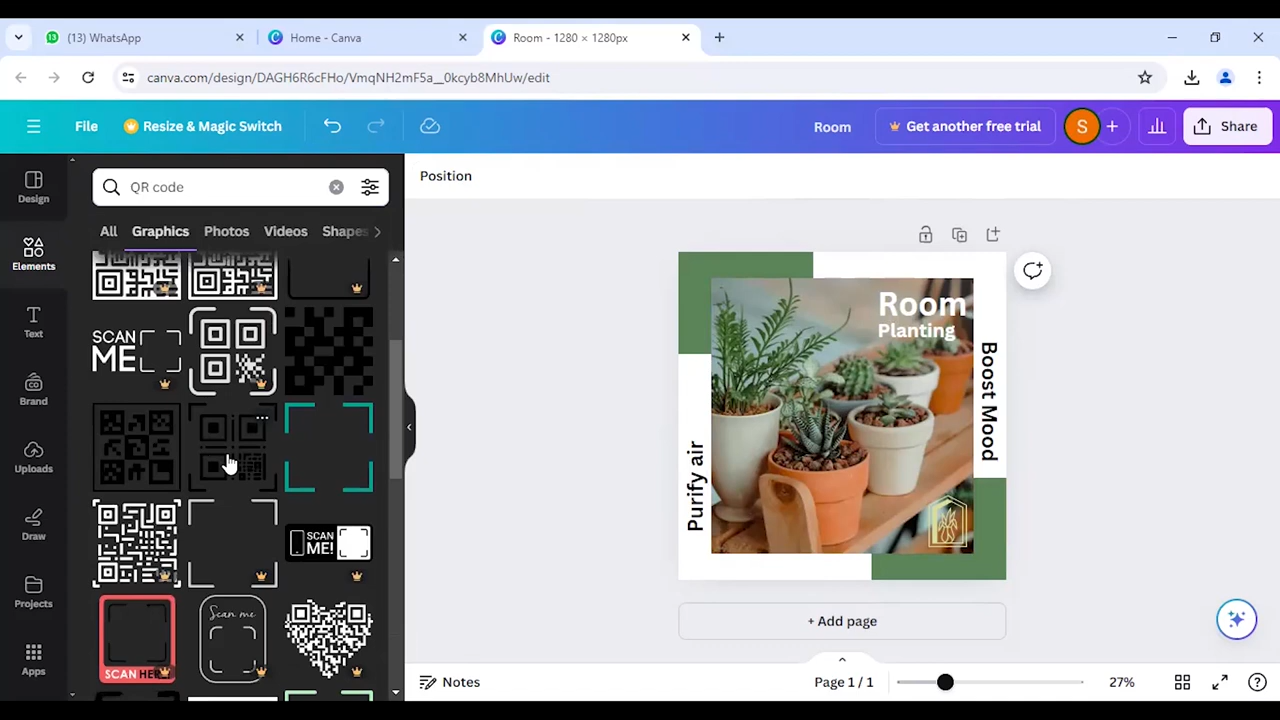 (13) WhatsApp
Home - Canva
Room - 1280 × 1280px
canva.com/design/DAGH6R6cFHo/VmqNH2mF5a__0kcyb8MhUw/edit
File
Resize & Magic Switch
Room
Get another free trial
S
Share
Design
Elements
Text
Brand
Uploads
Draw
Projects
Apps
QR code
All
Graphics
Photos
Videos
Shapes
SCAN
ME
SCAN
ME!
SCAN HERE
Scan me
Position
Room
Planting
Boost Mood
Purify air
+ Add page
Notes
Page 1 / 1
27%